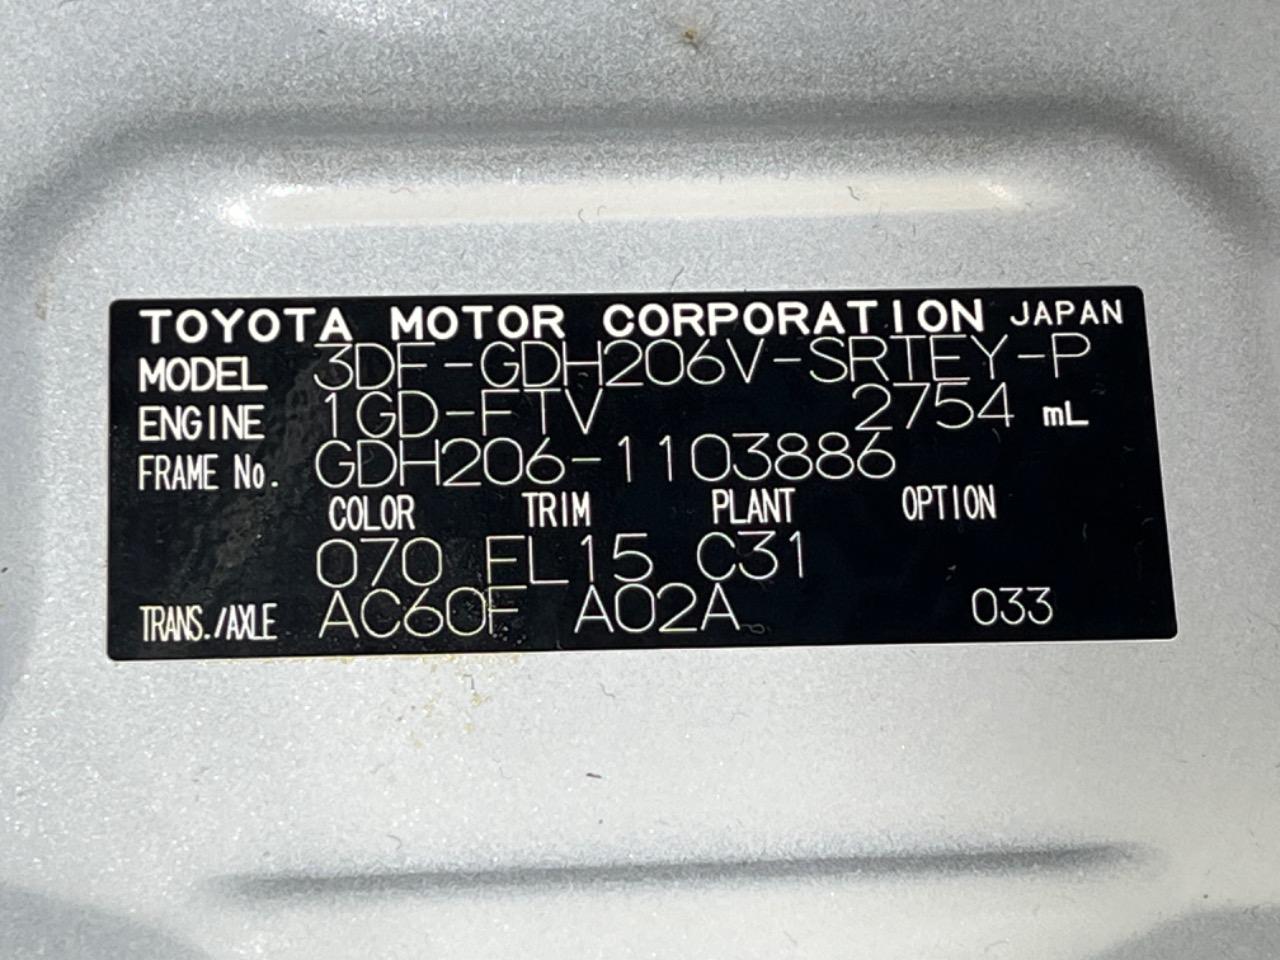 TOYOTA MOTOR CORPORATION JAPAN
MODEL 3DF-GDH206V-SRTEY-P
ENGINE 1GD-FTV 2754 mL
FRAME No. GDH206-1103886
COLOR TRIM PLANT OPTION
070 FL15 C31
TRANS./AXLE AC60F A02A 033